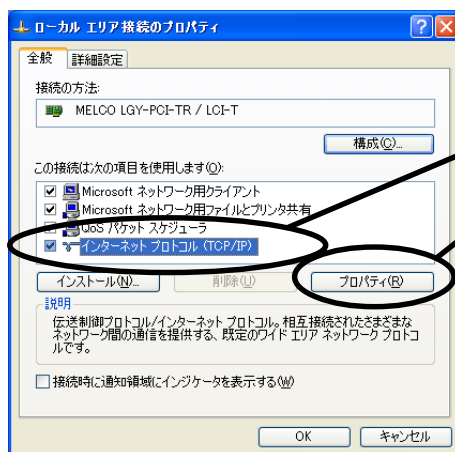 ローカル エリア接続のプロパティ
全般 詳細設定
接続の方法:
MELCO LGY-PCI-TR / LCI-T
構成(C)...
この接続は次の項目を使用します(O):
Microsoft ネットワーク用クライアント
Microsoft ネットワーク用ファイルとプリンタ共有
QoS パケット スケジューラ
インターネット プロトコル (TCP/IP)
インストール(N)... 削除(U) プロパティ(R)
説明
伝送制御プロトコル/インターネット プロトコル。相互接続されたさまざまな
ネットワーク間の通信を提供する、既定のワイド エリア ネットワーク プロトコ
ルです。
接続時に通知領域にインジケータを表示する(W)
OK キャンセル